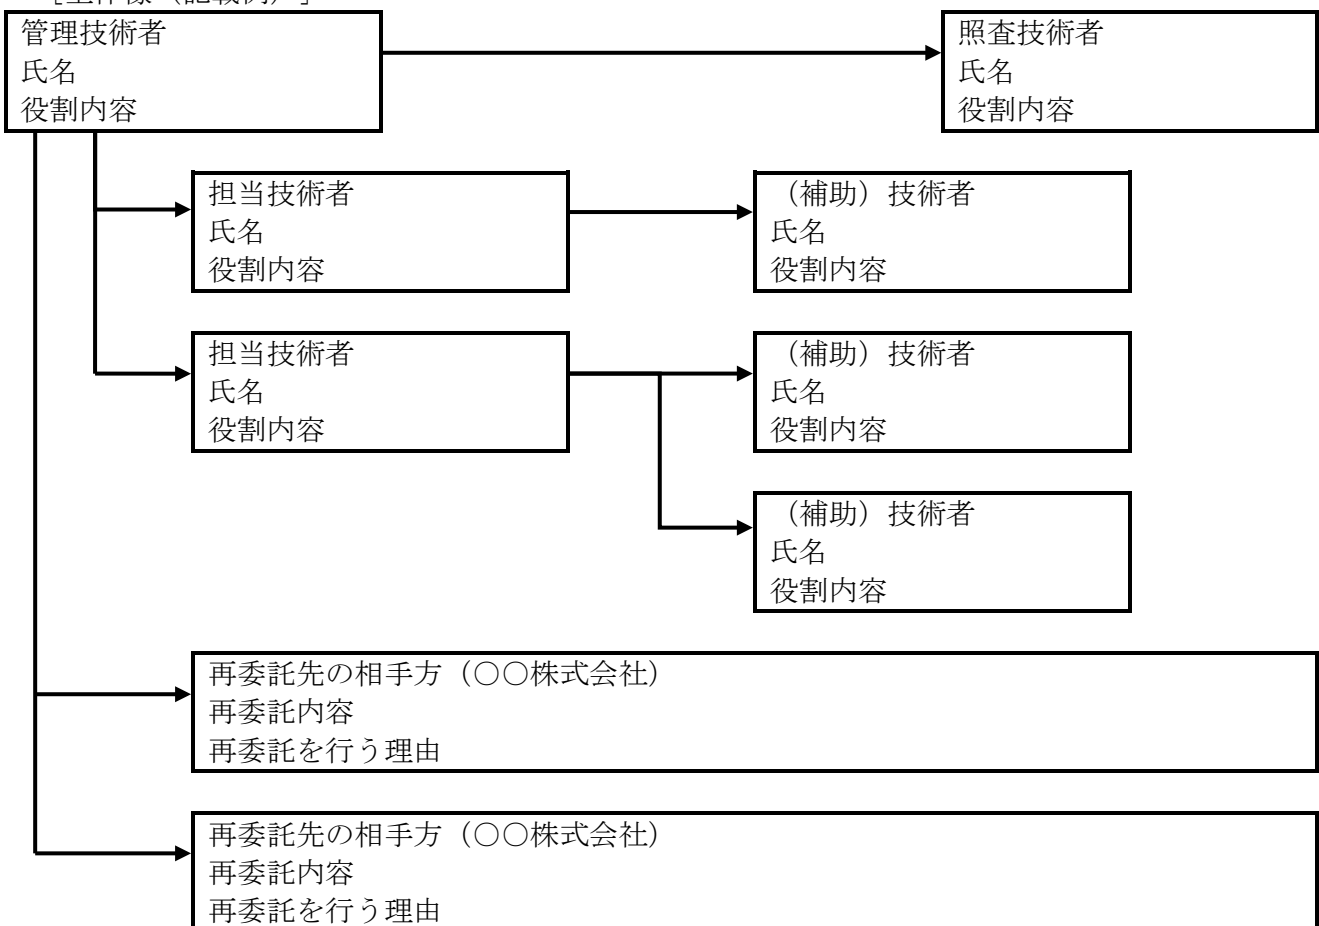 管理技術者
氏名
役割内容
照査技術者
氏名
役割内容
担当技術者
氏名
役割内容
（補助）技術者
氏名
役割内容
担当技術者
氏名
役割内容
（補助）技術者
氏名
役割内容
（補助）技術者
氏名
役割内容
再委託先の相手方（○○株式会社）
再委託内容
再委託を行う理由
再委託先の相手方（○○株式会社）
再委託内容
再委託を行う理由